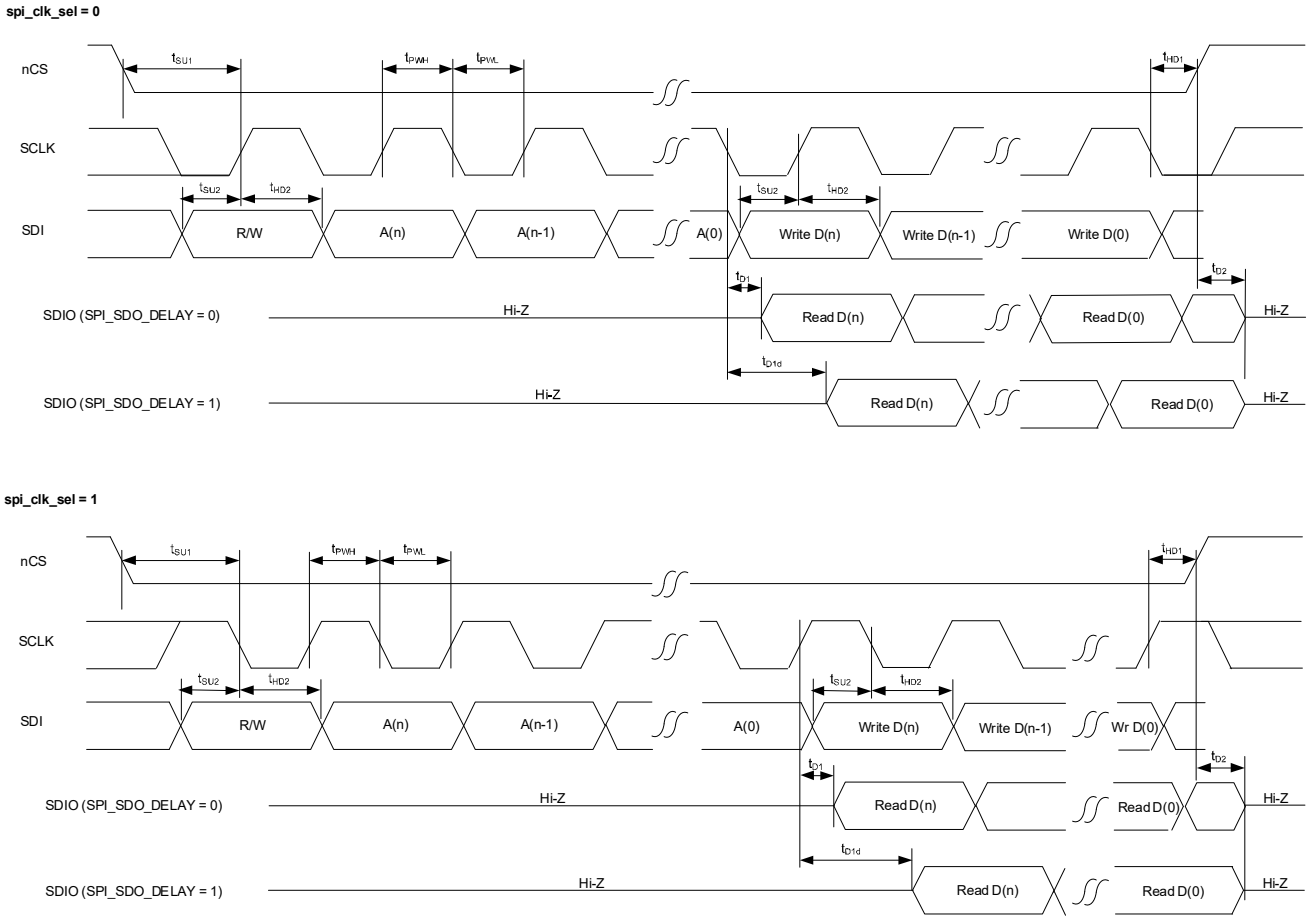 spi_clk_sel = 0
tSU1 tPWH tPWL tHD1
nCS
SCLK
tSU2 tHD2 tSU2 tHD2
SDI R/W A(n) A(n-1) A(0) Write D(n) Write D(n-1) Write D(0)
tD1 tD2
SDIO (SPI_SDO_DELAY = 0) Hi-Z Read D(n) Read D(0) Hi-Z
tD1d
SDIO (SPI_SDO_DELAY = 1) Hi-Z Read D(n) Read D(0) Hi-Z
spi_clk_sel = 1
tSU1 tPWH tPWL tHD1
nCS
SCLK
tSU2 tHD2 tSU2 tHD2
SDI R/W A(n) A(n-1) A(0) Write D(n) Write D(n-1) Wr D(0)
tD1 tD2
SDIO (SPI_SDO_DELAY = 0) Hi-Z Read D(n) Read D(0) Hi-Z
tD1d
SDIO (SPI_SDO_DELAY = 1) Hi-Z Read D(n) Read D(0) Hi-Z